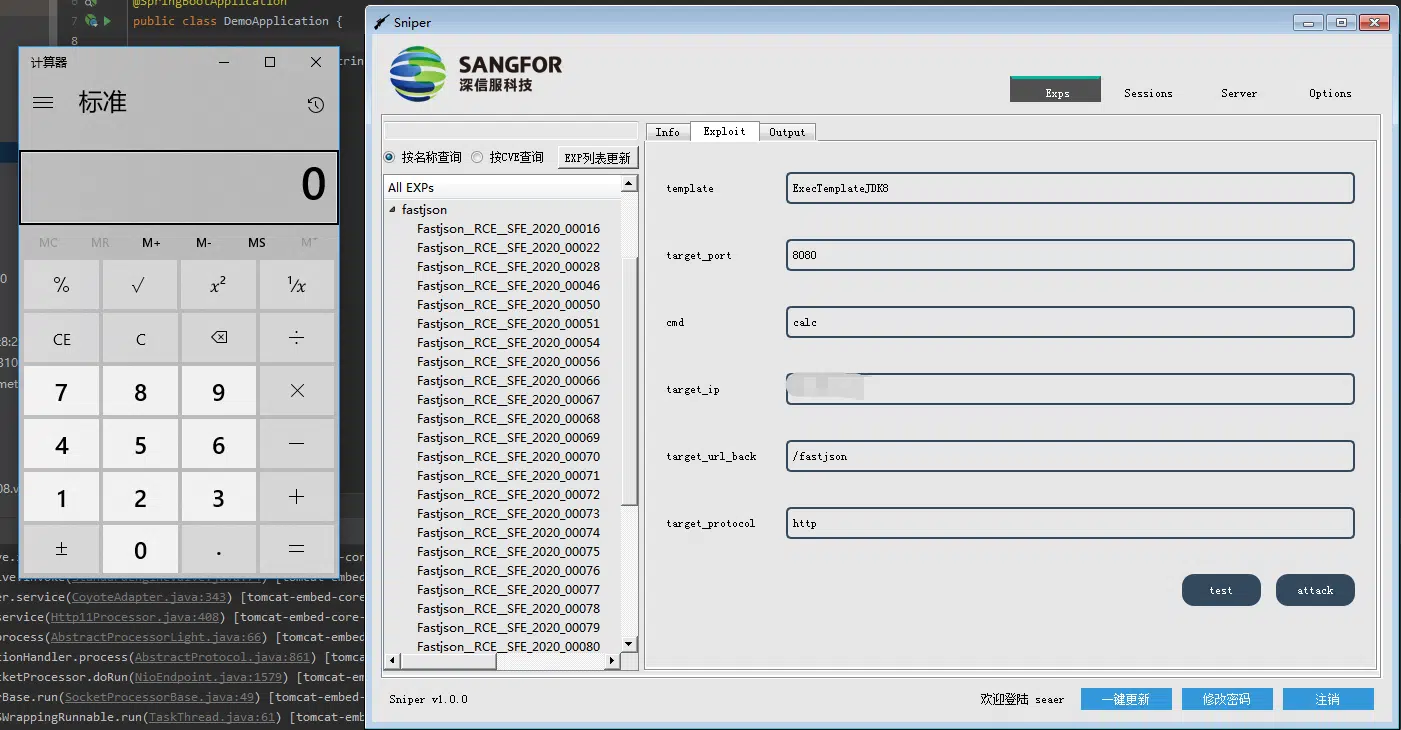 @SpringBootApplication
7
public class DemoApplication {
8
计算器
标准
0
MC MR M+ M- MS
% √ x² ¹/x
CE C ÷
7 8 9 ×
4 5 6 −
1 2 3 +
± 0 . =
er.service(CoyoteAdapter.java:343) [tomcat-embed-core
service(Http11Processor.java:408) [tomcat-embed-core-
process(AbstractProcessorLight.java:66) [tomcat-embed
tionHandler.process(AbstractProtocol.java:861) [tomca
cketProcessor.doRun(NioEndpoint.java:1579) [tomcat-em
rBase.run(SocketProcessorBase.java:49) [tomcat-embed-
$WrappingRunnable.run(TaskThread.java:61) [tomcat-emb
Sniper
SANGFOR
深信服科技
Exps Sessions Server Options
按名称查询 按CVE查询 EXP列表更新
All EXPs
fastjson
Fastjson__RCE__SFE_2020_00016
Fastjson__RCE__SFE_2020_00022
Fastjson__RCE__SFE_2020_00028
Fastjson__RCE__SFE_2020_00046
Fastjson__RCE__SFE_2020_00050
Fastjson__RCE__SFE_2020_00051
Fastjson__RCE__SFE_2020_00054
Fastjson__RCE__SFE_2020_00056
Fastjson__RCE__SFE_2020_00066
Fastjson__RCE__SFE_2020_00067
Fastjson__RCE__SFE_2020_00068
Fastjson__RCE__SFE_2020_00069
Fastjson__RCE__SFE_2020_00070
Fastjson__RCE__SFE_2020_00071
Fastjson__RCE__SFE_2020_00072
Fastjson__RCE__SFE_2020_00073
Fastjson__RCE__SFE_2020_00074
Fastjson__RCE__SFE_2020_00075
Fastjson__RCE__SFE_2020_00076
Fastjson__RCE__SFE_2020_00077
Fastjson__RCE__SFE_2020_00078
Fastjson__RCE__SFE_2020_00079
Fastjson__RCE__SFE_2020_00080
Info Exploit Output
template ExecTemplateJDK8
target_port 8080
cmd calc
target_ip
target_url_back /fastjson
target_protocol http
test attack
Sniper v1.0.0
欢迎登陆 seaer 一键更新 修改密码 注销